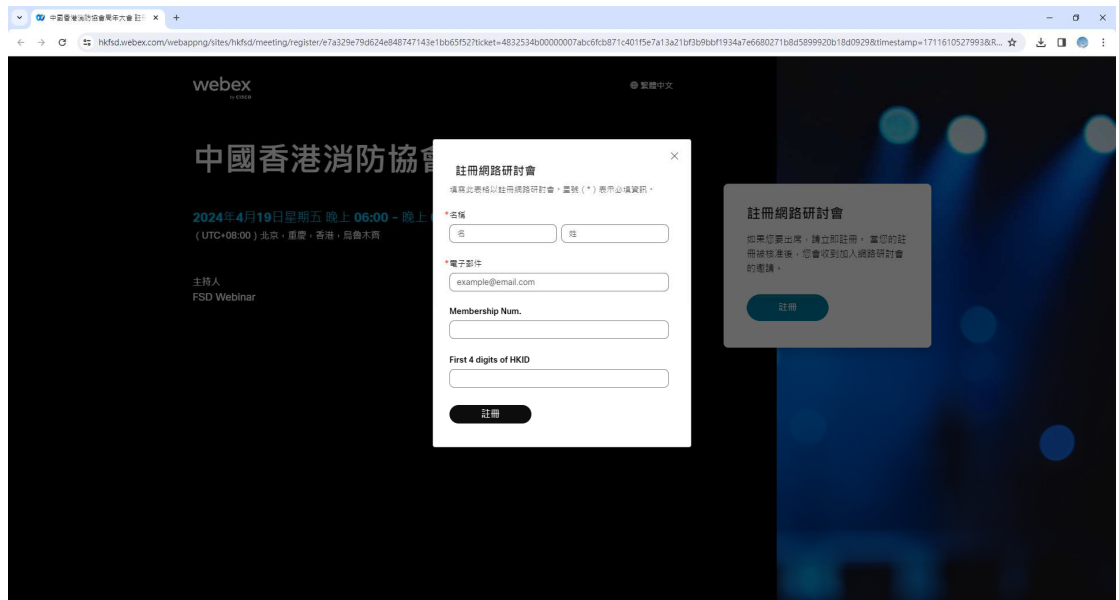 中國香港消防協會周年大會 註
hkfsd.webex.com/webappng/sites/hkfsd/meeting/register/e7a329e79d624e848747143e1bb65f52?ticket=4832534b00000007abc6fcb871c401f5e7a13a21bf3b9bbf1934a7e6680271b8d5899920b18d0929&timestamp=1711610527993&R...
webex
by CISCO
繁體中文
中國香港消防協會
2024年4月19日星期五 晚上 06:00 – 晚上
(UTC+08:00)北京,重慶,香港,烏魯木齊
主持人
FSD Webinar
註冊網路研討會
填寫此表格以註冊網路研討會。星號 ( * ) 表示必填資訊。
*名稱
名 姓
*電子郵件
example@email.com
Membership Num.
First 4 digits of HKID
註冊
註冊網路研討會
如果您要出席,請立即註冊。 當您的註
冊被核准後,您會收到加入網路研討會
的邀請。
註冊